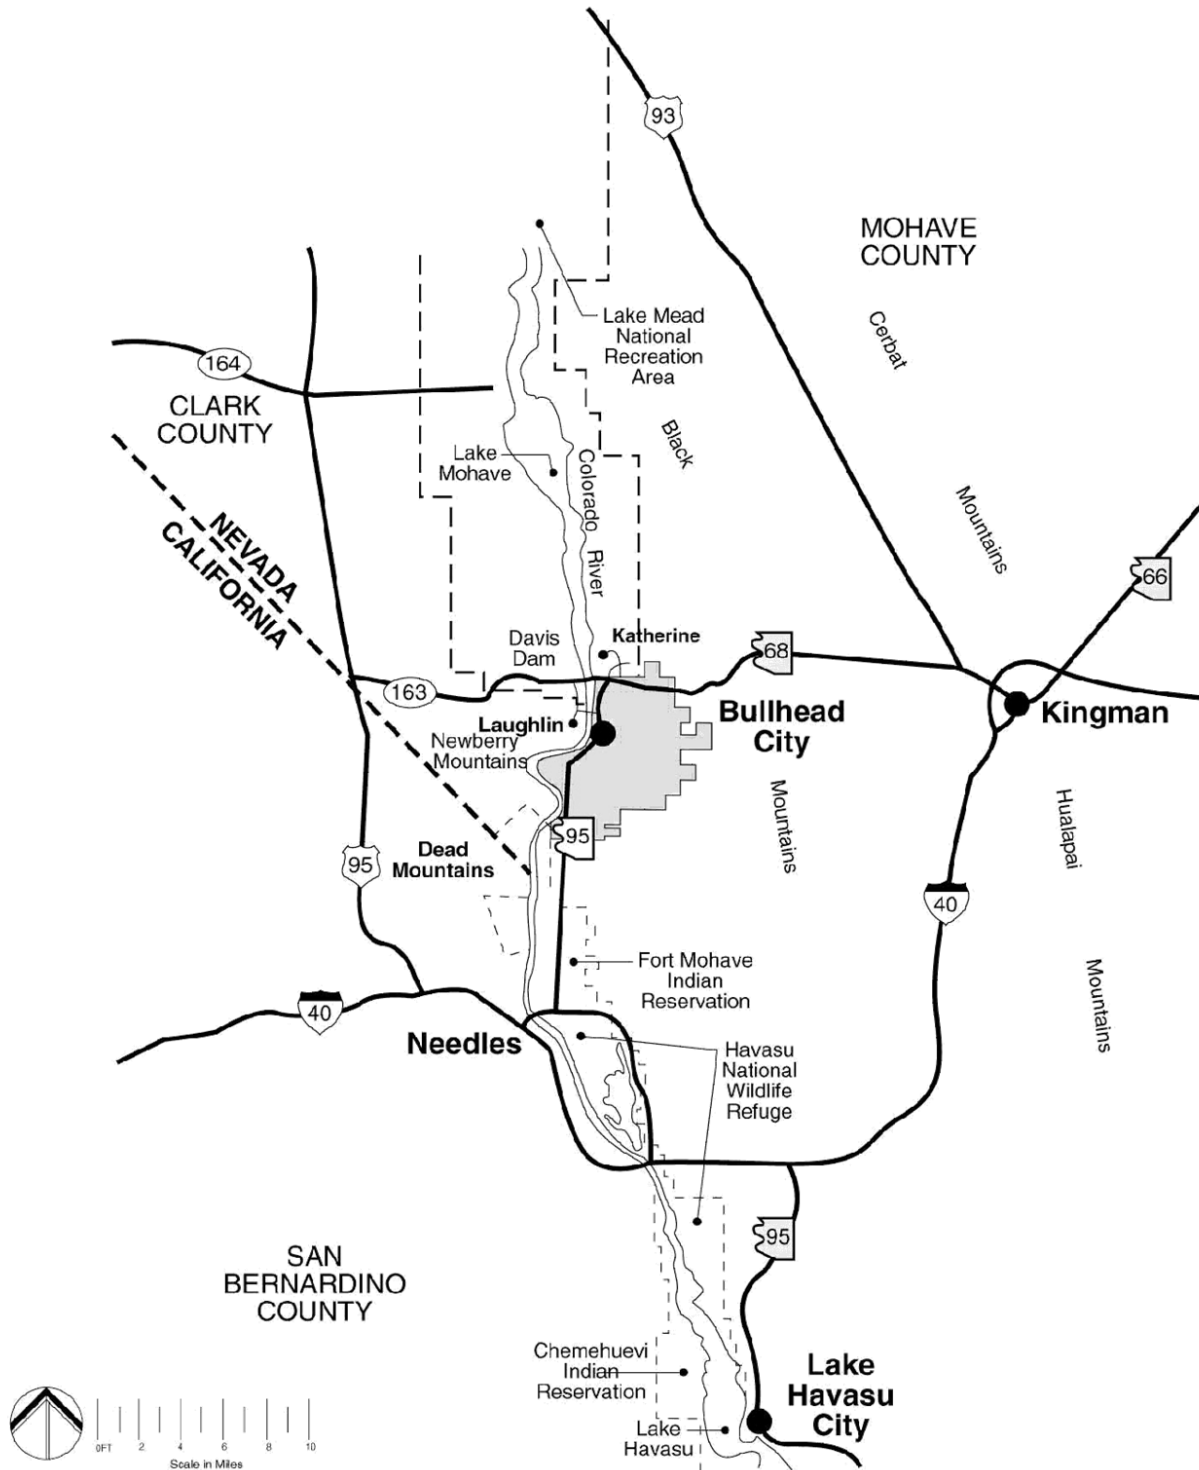 93
MOHAVE
COUNTY
Lake Mead
National
Recreation
Area
Cerbat
164
CLARK
COUNTY
Black
Lake
Mohave
Colorado
River
Mountains
NEVADA
CALIFORNIA
66
Davis
Dam
Katherine
68
163
Laughlin
Newberry
Mountains
Bullhead
City
Kingman
Mountains
Hualapai
95
Dead
Mountains
95
40
Fort Mohave
Indian
Reservation
Mountains
40
Needles
Havasu
National
Wildlife
Refuge
95
SAN
BERNARDINO
COUNTY
Chemehuevi
Indian
Reservation
Lake
Havasu
City
Lake
Havasu
0FT 2 4 6 8 10
Scale in Miles